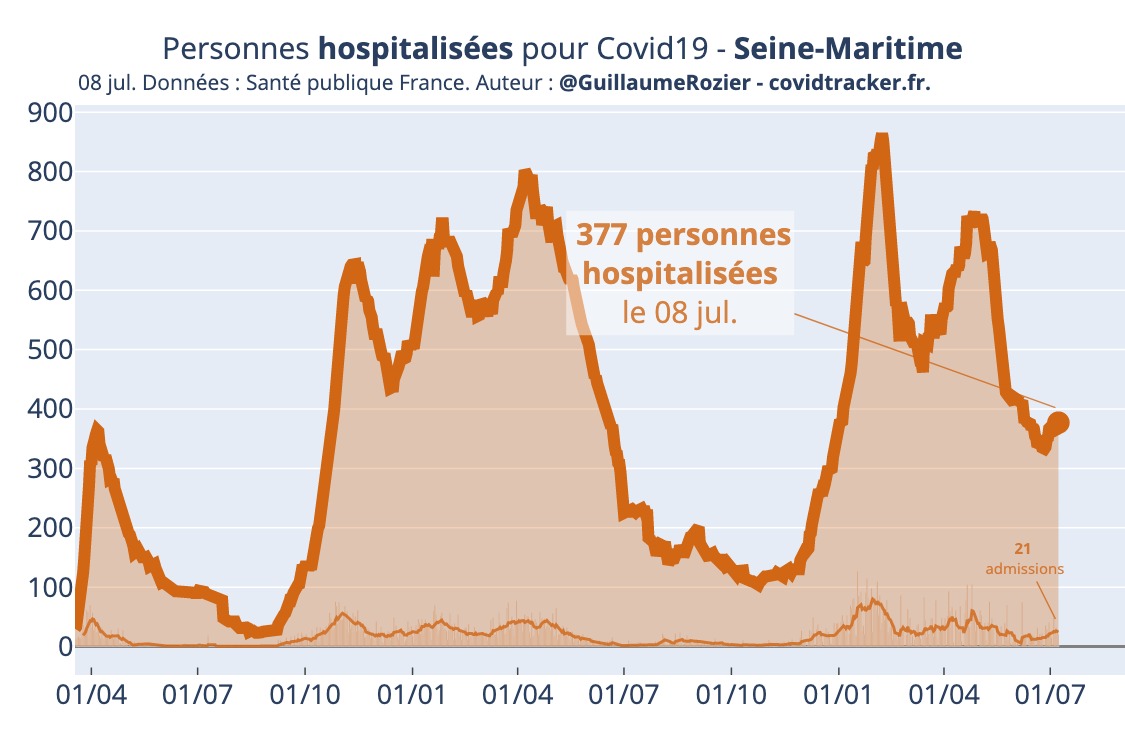 Personnes hospitalisées pour Covid19 - Seine-Maritime
08 jul. Données : Santé publique France. Auteur : @GuillaumeRozier - covidtracker.fr.
900
800
700
600
500
400
300
200
100
0
377 personnes
hospitalisées
le 08 jul.
21
admissions
01/04 01/07 01/10 01/01 01/04 01/07 01/10 01/01 01/04 01/07